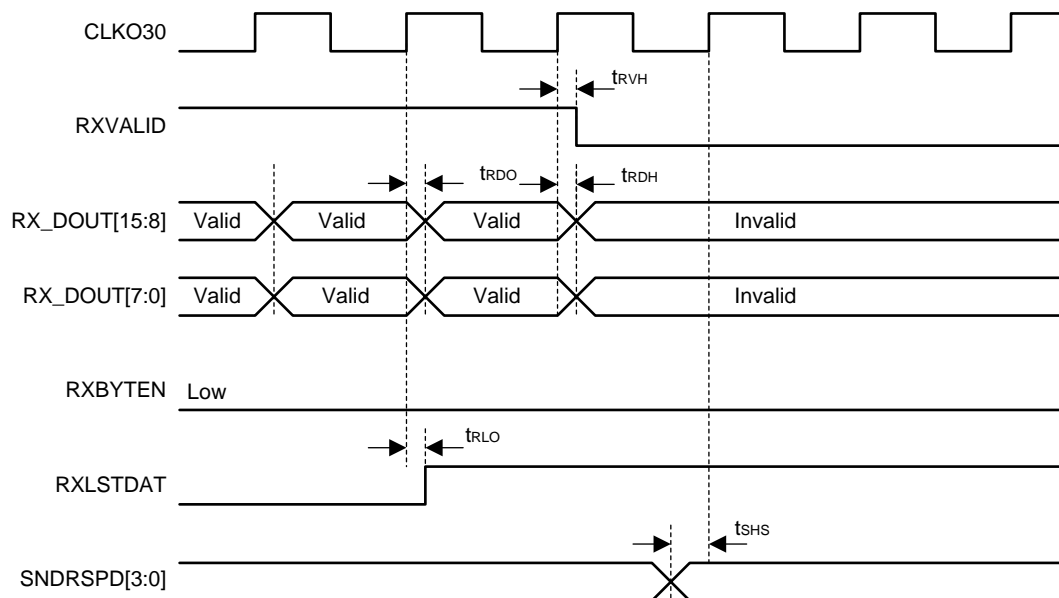 CLKO30
tRVH
RXVALID
tRDO tRDH
RX_DOUT[15:8] Valid Valid Valid Invalid
RX_DOUT[7:0] Valid Valid Valid Invalid
RXBYTEN Low
tRLO
RXLSTDAT
tSHS
SNDRSPD[3:0]